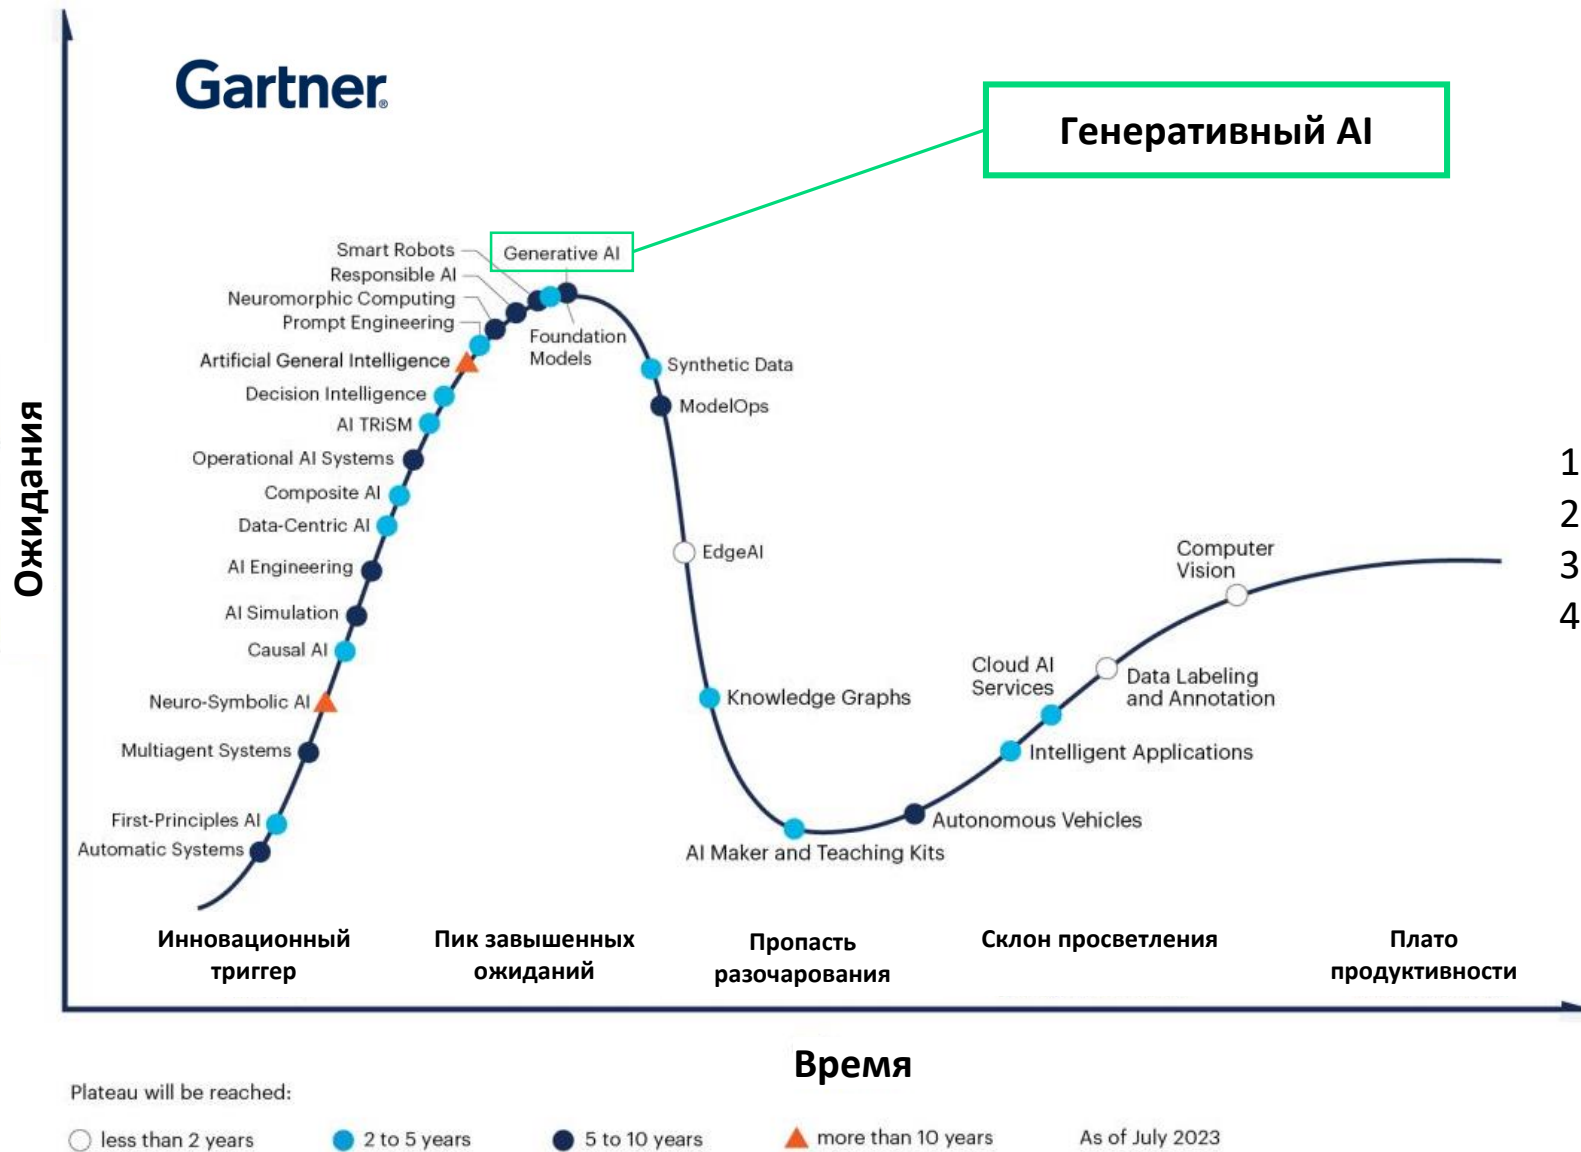 Gartner®
Генеративный AI
Smart Robots
Generative AI
Responsible AI
Neuromorphic Computing
Prompt Engineering
Foundation
Models
Artificial General Intelligence
Synthetic Data
Decision Intelligence
ModelOps
AI TRiSM
Operational AI Systems
Composite AI
Data-Centric AI
EdgeAI
AI Engineering
AI Simulation
Causal AI
Neuro-Symbolic AI
Multiagent Systems
First-Principles AI
Automatic Systems
Knowledge Graphs
AI Maker and Teaching Kits
Autonomous Vehicles
Intelligent Applications
Cloud AI
Services
Data Labeling
and Annotation
Computer
Vision
1
2
3
4
Ожидания
Инновационный
триггер
Пик завышенных
ожиданий
Пропасть
разочарования
Склон просветления
Плато
продуктивности
Время
Plateau will be reached:
less than 2 years
2 to 5 years
5 to 10 years
more than 10 years
As of July 2023